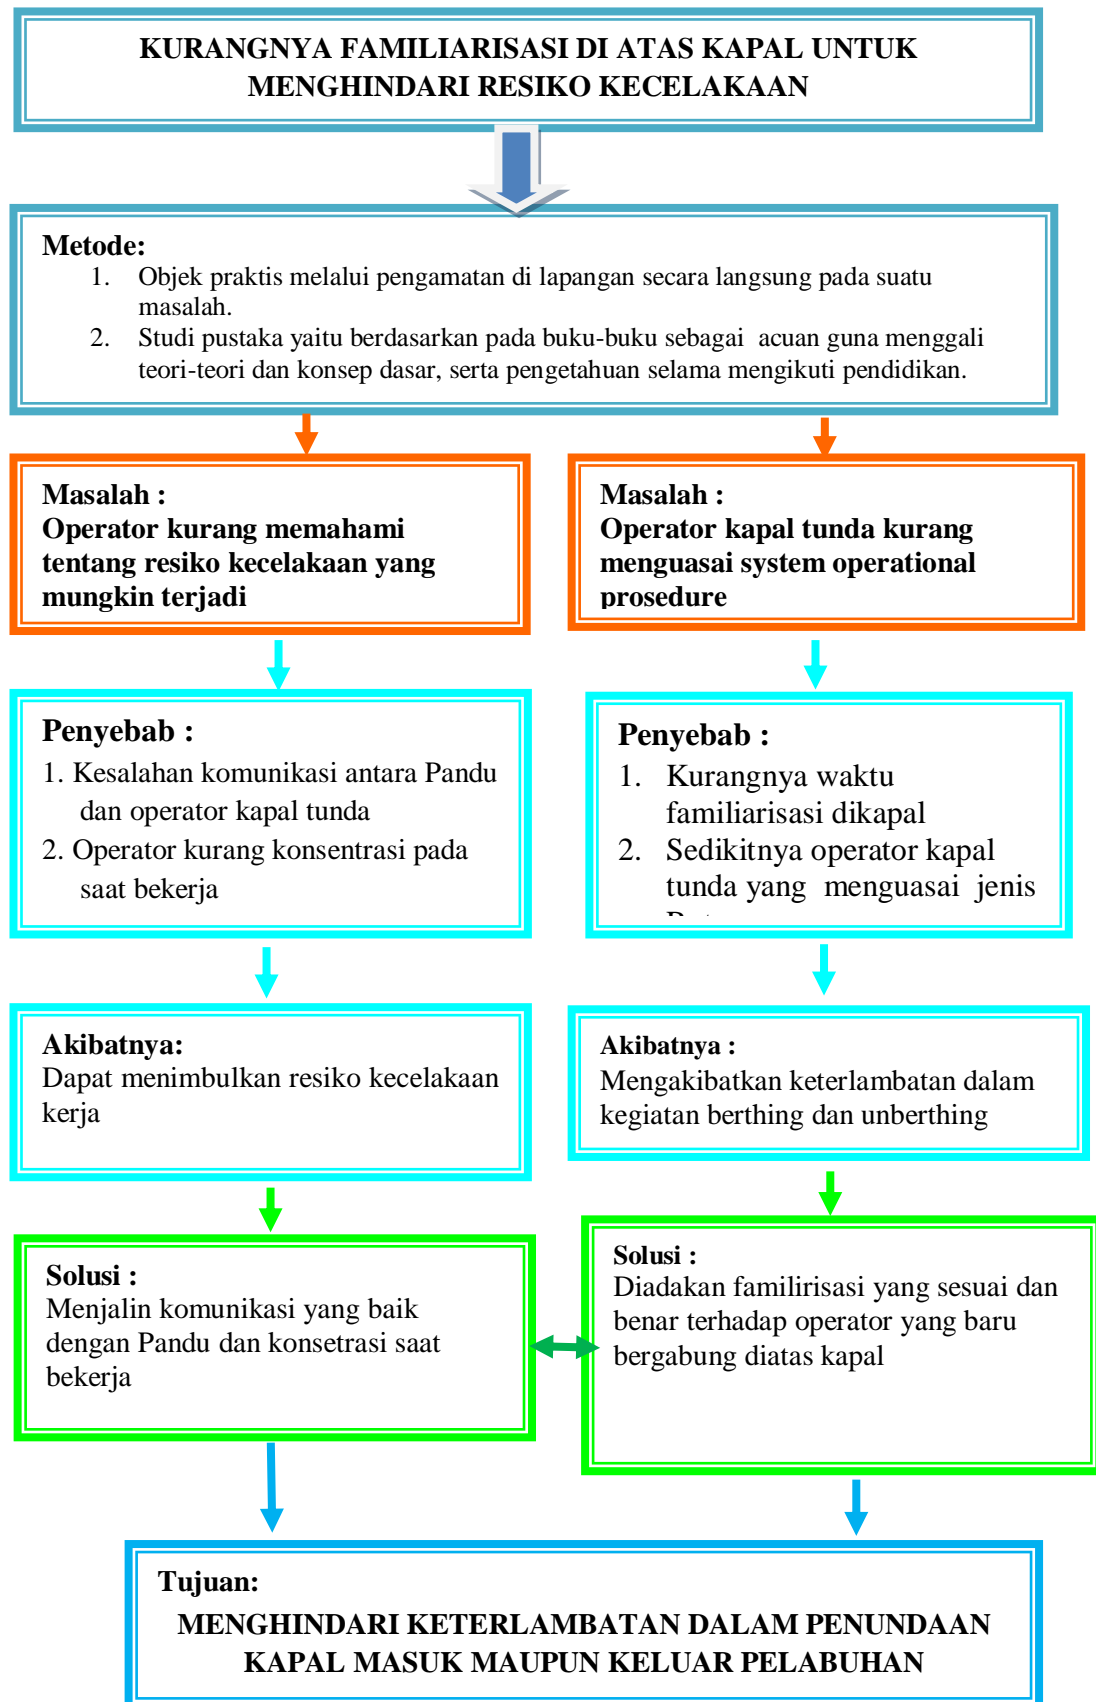 KURANGNYA FAMILIARISASI DI ATAS KAPAL UNTUK
MENGHINDARI RESIKO KECELAKAAN
Metode:
1. Objek praktis melalui pengamatan di lapangan secara langsung pada suatu
masalah.
2. Studi pustaka yaitu berdasarkan pada buku-buku sebagai acuan guna menggali
teori-teori dan konsep dasar, serta pengetahuan selama mengikuti pendidikan.
Masalah :
Operator kurang memahami
tentang resiko kecelakaan yang
mungkin terjadi
Masalah :
Operator kapal tunda kurang
menguasai system operational
prosedure
Penyebab :
1. Kesalahan komunikasi antara Pandu
dan operator kapal tunda
2. Operator kurang konsentrasi pada
saat bekerja
Penyebab :
1. Kurangnya waktu
familiarisasi dikapal
2. Sedikitnya operator kapal
tunda yang menguasai jenis
Akibatnya:
Dapat menimbulkan resiko kecelakaan
kerja
Akibatnya :
Mengakibatkan keterlambatan dalam
kegiatan berthing dan unberthing
Solusi :
Menjalin komunikasi yang baik
dengan Pandu dan konsetrasi saat
bekerja
Solusi :
Diadakan familirisasi yang sesuai dan
benar terhadap operator yang baru
bergabung diatas kapal
Tujuan:
MENGHINDARI KETERLAMBATAN DALAM PENUNDAAN
KAPAL MASUK MAUPUN KELUAR PELABUHAN